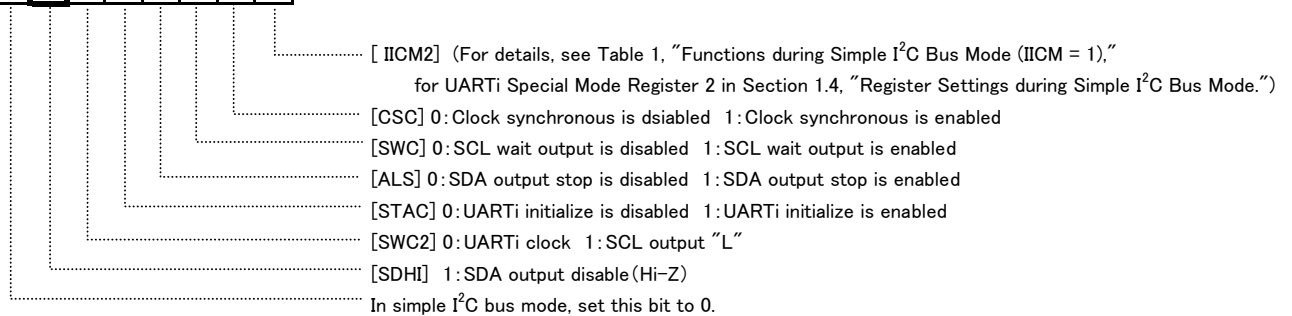 [ IICM2] (For details, see Table 1, "Functions during Simple I²C Bus Mode (IICM = 1),"
for UARTi Special Mode Register 2 in Section 1.4, "Register Settings during Simple I²C Bus Mode.")
[CSC] 0:Clock synchronous is dsiabled 1:Clock synchronous is enabled
[SWC] 0:SCL wait output is disabled 1:SCL wait output is enabled
[ALS] 0:SDA output stop is disabled 1:SDA output stop is enabled
[STAC] 0:UARTi initialize is disabled 1:UARTi initialize is enabled
[SWC2] 0:UARTi clock 1:SCL output "L"
[SDHI] 1:SDA output disable(Hi-Z)
In simple I²C bus mode, set this bit to 0.